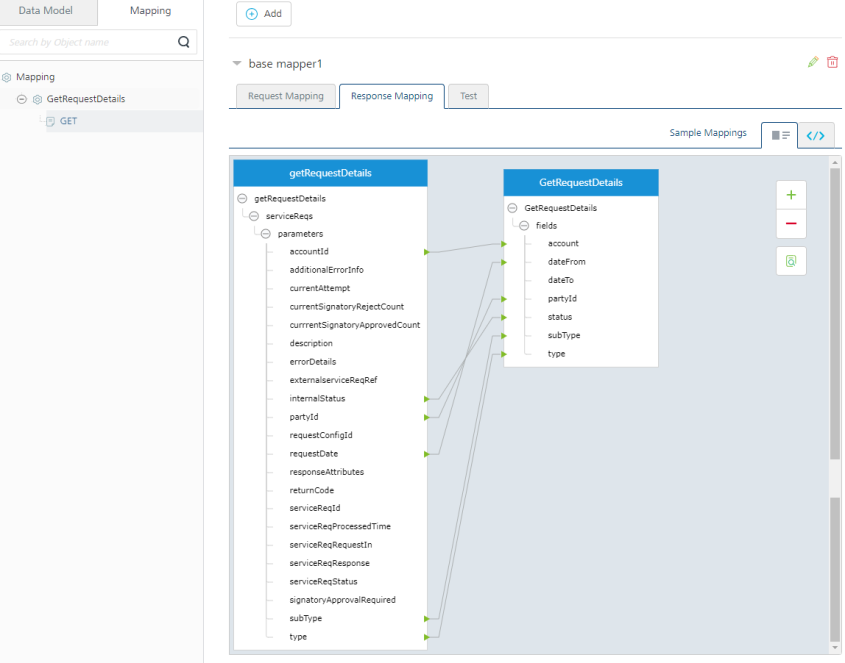 Data Model
Mapping
Search by Object name
Mapping
GetRequestDetails
GET
Add
base mapper1
Request Mapping
Response Mapping
Test
Sample Mappings
</>
getRequestDetails
getRequestDetails
serviceReqs
parameters
accountId
additionalErrorInfo
currentAttempt
currentSignatoryRejectCount
currrentSignatoryApprovedCount
description
errorDetails
externalserviceReqRef
internalStatus
partyId
requestConfigId
requestDate
responseAttributes
returnCode
serviceReqId
serviceReqProcessedTime
serviceReqRequestIn
serviceReqResponse
serviceReqStatus
signatoryApprovalRequired
subType
type
GetRequestDetails
GetRequestDetails
fields
account
dateFrom
dateTo
partyId
status
subType
type